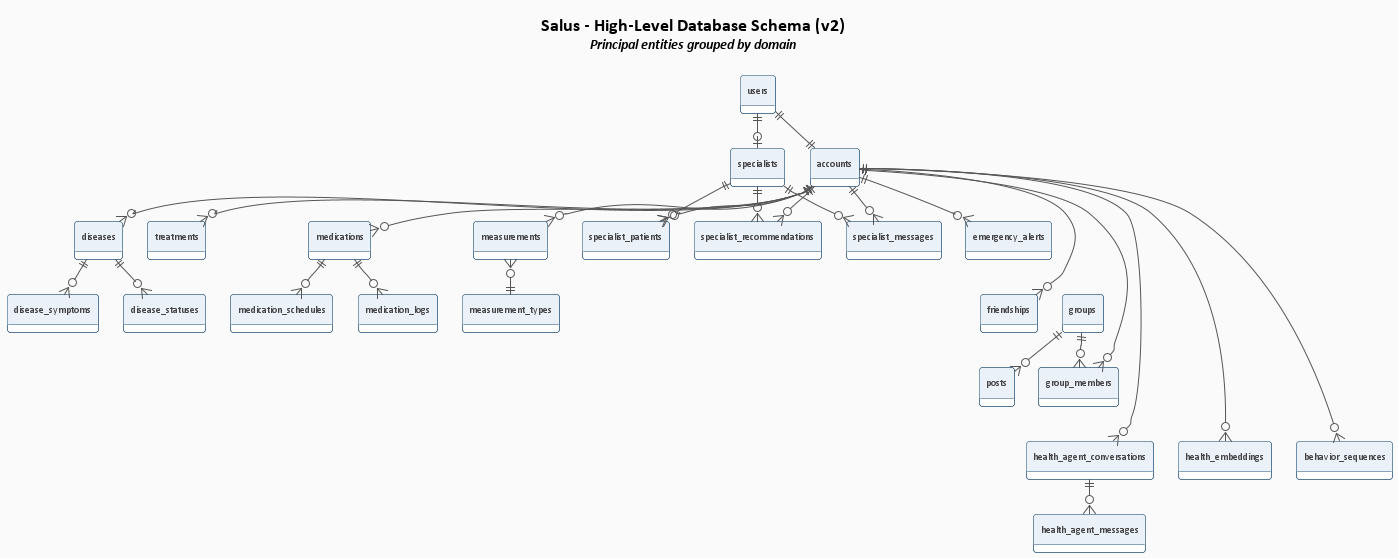 Salus - High-Level Database Schema (v2)
Principal entities grouped by domain
users
specialists
accounts
diseases
treatments
medications
measurements
specialist_patients
specialist_recommendations
specialist_messages
emergency_alerts
disease_symptoms
disease_statuses
medication_schedules
medication_logs
measurement_types
friendships
groups
posts
group_members
health_agent_conversations
health_embeddings
behavior_sequences
health_agent_messages